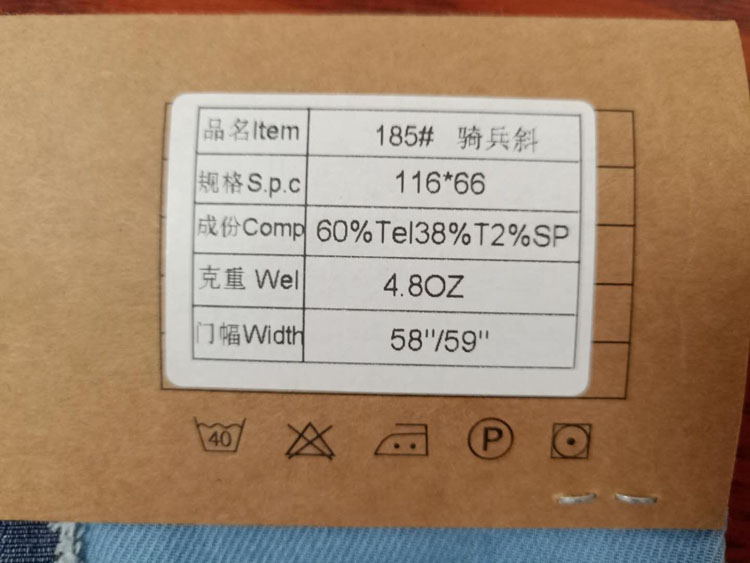 品名Item 185# 骑兵斜
规格S.p.c 116*66
成份Comp 60%Tel38%T2%SP
克重 Wel 4.8OZ
门幅Width 58"/59"
40 P